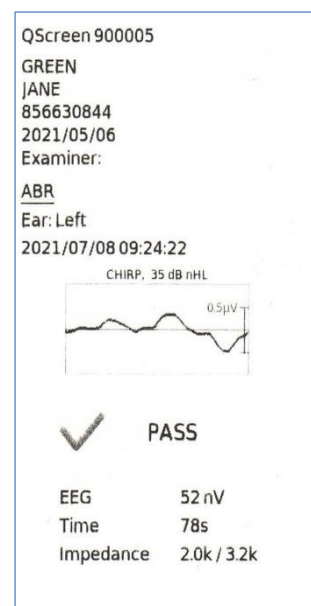 QScreen 900005
GREEN
JANE
856630844
2021/05/06
Examiner:
ABR
Ear: Left
2021/07/08 09:24:22
CHIRP, 35 dB nHL
0.5µV
PASS
EEG 52 nV
Time 78s
Impedance 2.0k / 3.2k